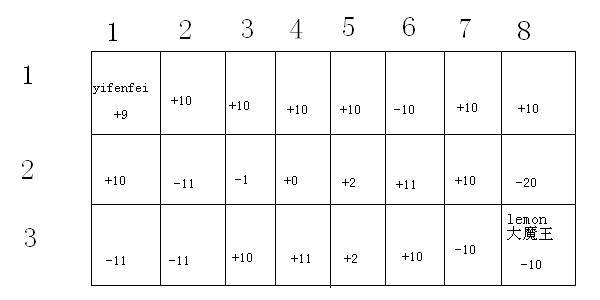 1 2 3 4 5 6 7 8
1
yifenfei
+9 +10 +10 +10 +10 -10 +10 +10
2
+10 -11 -1 +0 +2 +11 +10 -20
3
lemon
大魔王
-11 -11 +10 +11 +2 +10 -10 -10